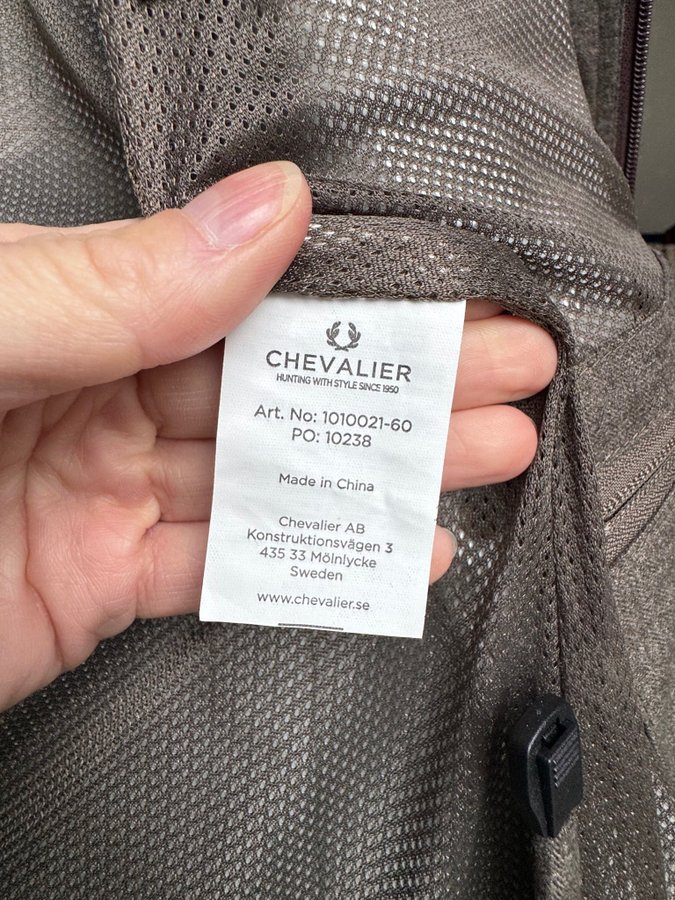 CHEVALIER
HUNTING WITH STYLE SINCE 1950
Art. No: 1010021-60
PO: 10238
Made in China
Chevalier AB
Konstruktionsvägen 3
435 33 Mölnlycke
Sweden
www.chevalier.se